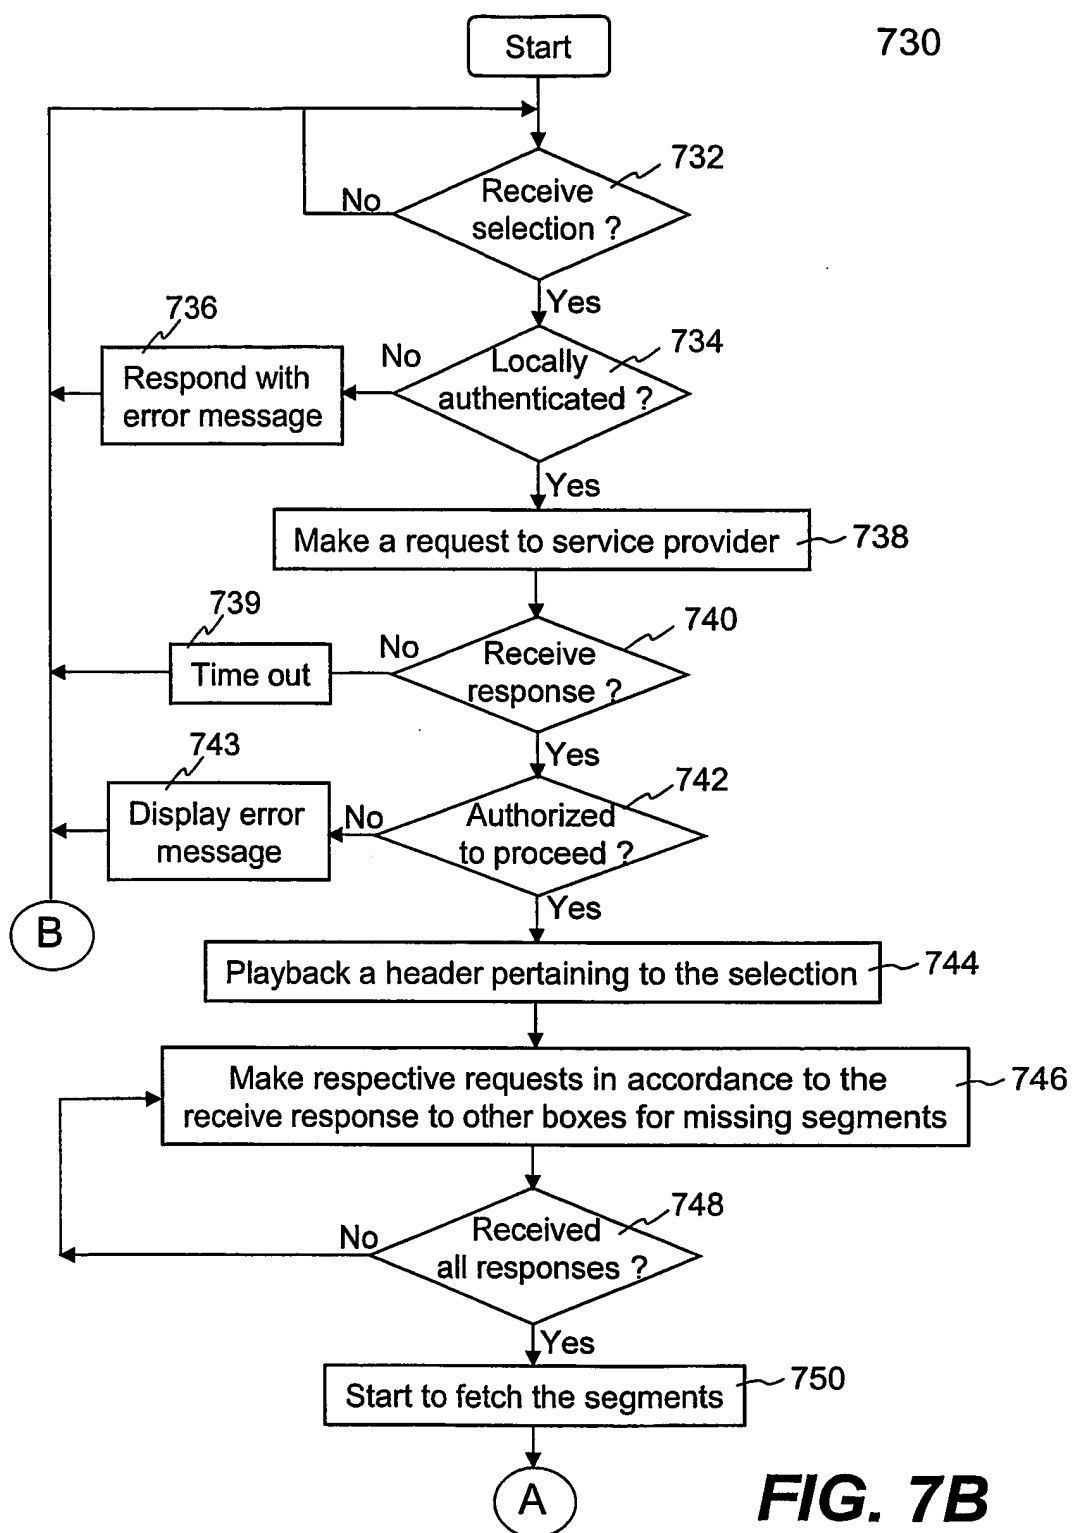 Start
730
732
No
Receive
selection ?
Yes
736
734
No
Locally
authenticated ?
Respond with
error message
Yes
Make a request to service provider
738
739
740
No
Receive
response ?
Time out
Yes
743
742
No
Authorized
to proceed ?
Display error
message
Yes
B
Playback a header pertaining to the selection
744
Make respective requests in accordance to the
receive response to other boxes for missing segments
746
748
No
Received
all responses ?
Yes
Start to fetch the segments
750
A
FIG. 7B